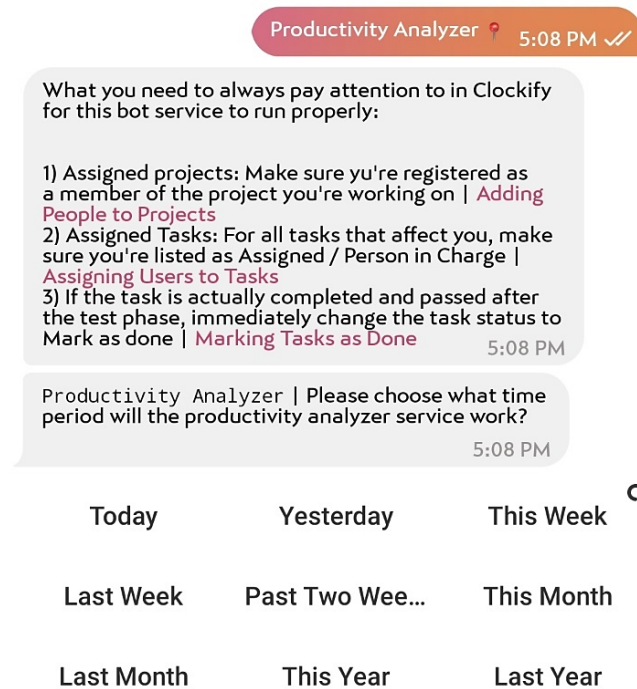 Productivity Analyzer 📍 5:08 PM
What you need to always pay attention to in Clockify
for this bot service to run properly:
1) Assigned projects: Make sure yu're registered as
a member of the project you're working on | Adding
People to Projects
2) Assigned Tasks: For all tasks that affect you, make
sure you're listed as Assigned / Person in Charge |
Assigning Users to Tasks
3) If the task is actually completed and passed after
the test phase, immediately change the task status to
Mark as done | Marking Tasks as Done
5:08 PM
Productivity Analyzer | Please choose what time
period will the productivity analyzer service work?
5:08 PM
Today Yesterday This Week
Last Week Past Two Wee... This Month
Last Month This Year Last Year